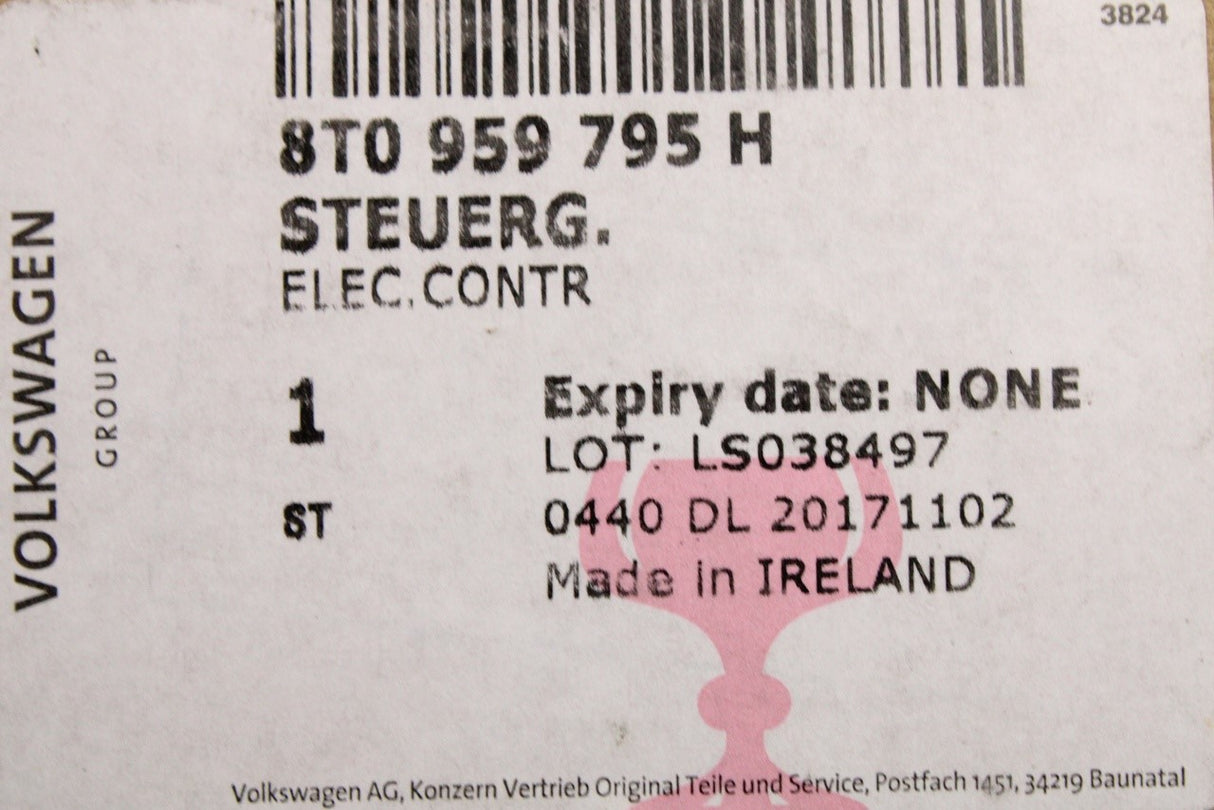 3824
8T0 959 795 H
STEUERG.
ELEC.CONTR
1
Expiry date: NONE
LOT: LS038497
ST
0440 DL 20171102
Made in IRELAND
VOLKSWAGEN
GROUP
Volkswagen AG, Konzern Vertrieb Original Teile und Service, Postfach 1451, 34219 Baunatal